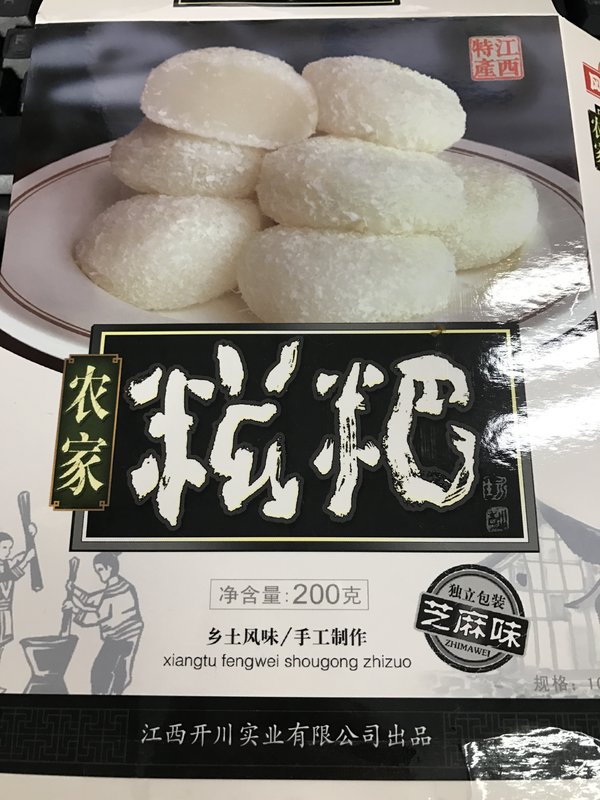 江西
特產
农家
糍粑
净含量:200克
乡土风味/手工制作
xiangtu fengwei shougong zhizuo
独立包装
芝麻味
ZHIMAWEI
规格:10
江西开川实业有限公司出品